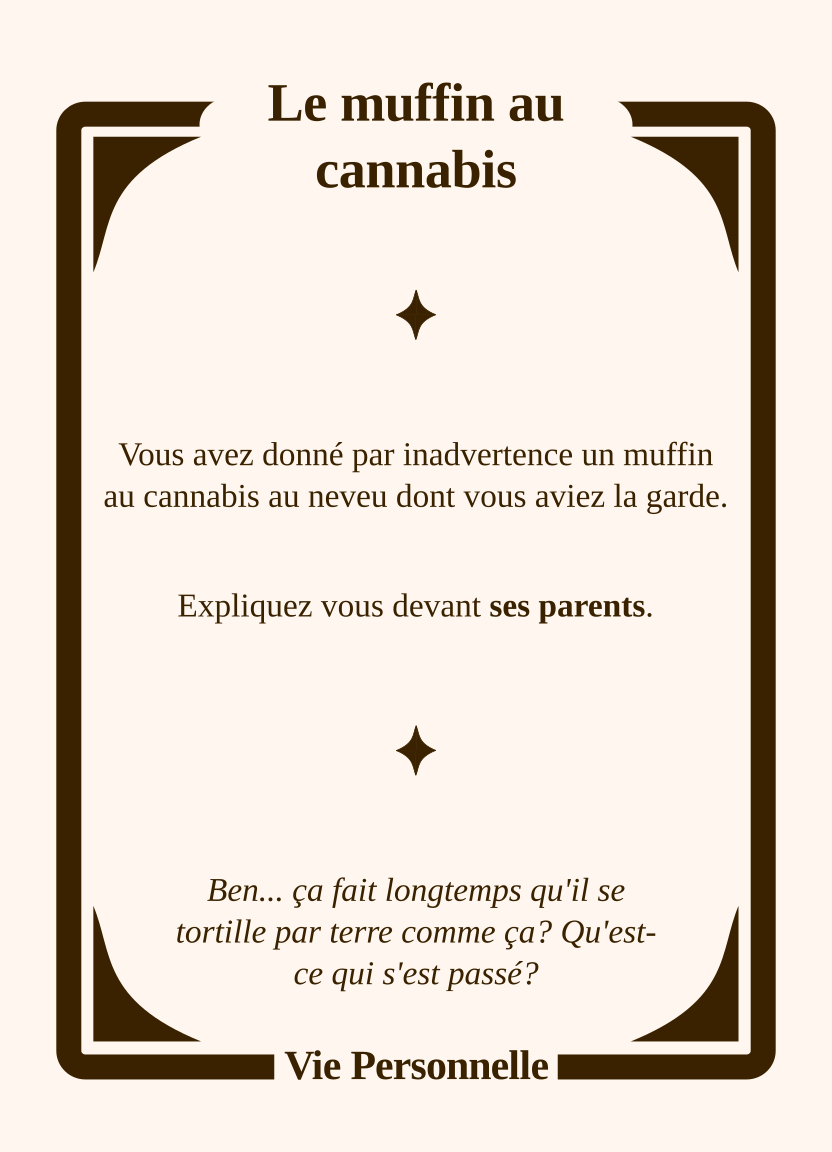 Le muffin au
cannabis
Vous avez donné par inadvertence un muffin
au cannabis au neveu dont vous aviez la garde.
Expliquez vous devant ses parents.
Ben... ça fait longtemps qu'il se
tortille par terre comme ça? Qu'est-
ce qui s'est passé?
Vie Personnelle